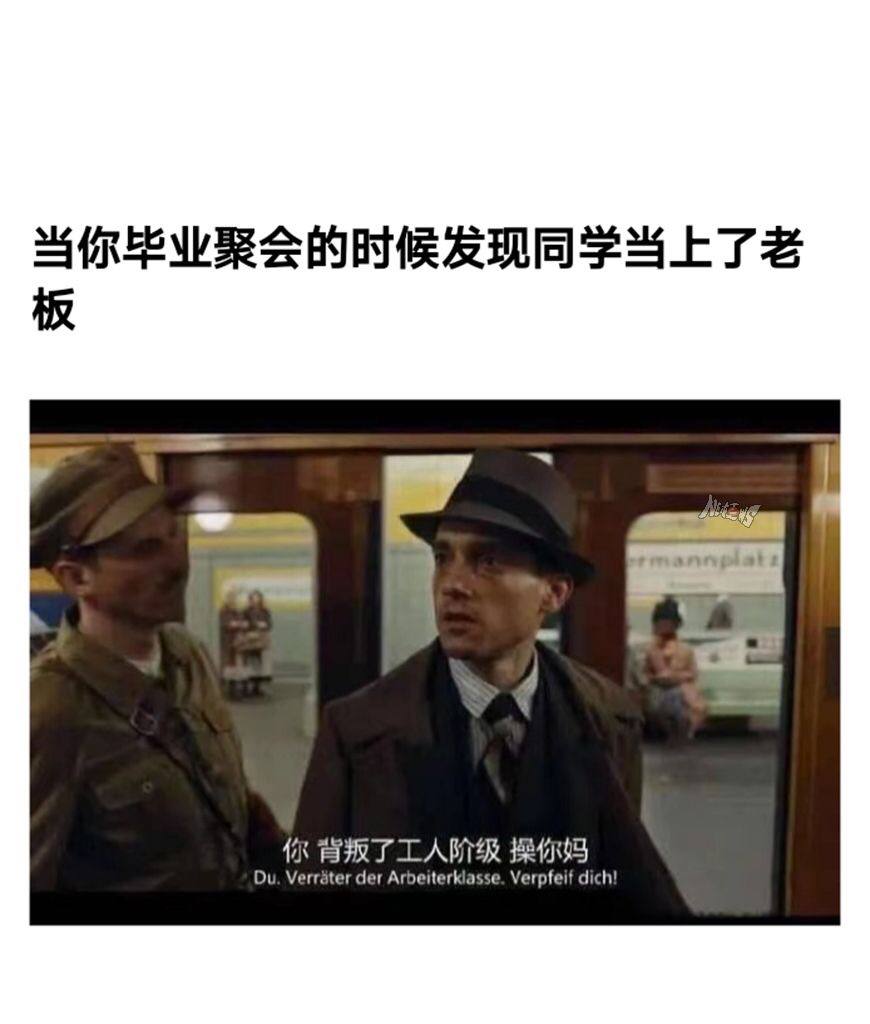 当你毕业聚会的时候发现同学当上了老
板
ermannplatz
你 背叛了工人阶级 操你妈
Du. Verräter der Arbeiterklasse. Verpfeif dich!